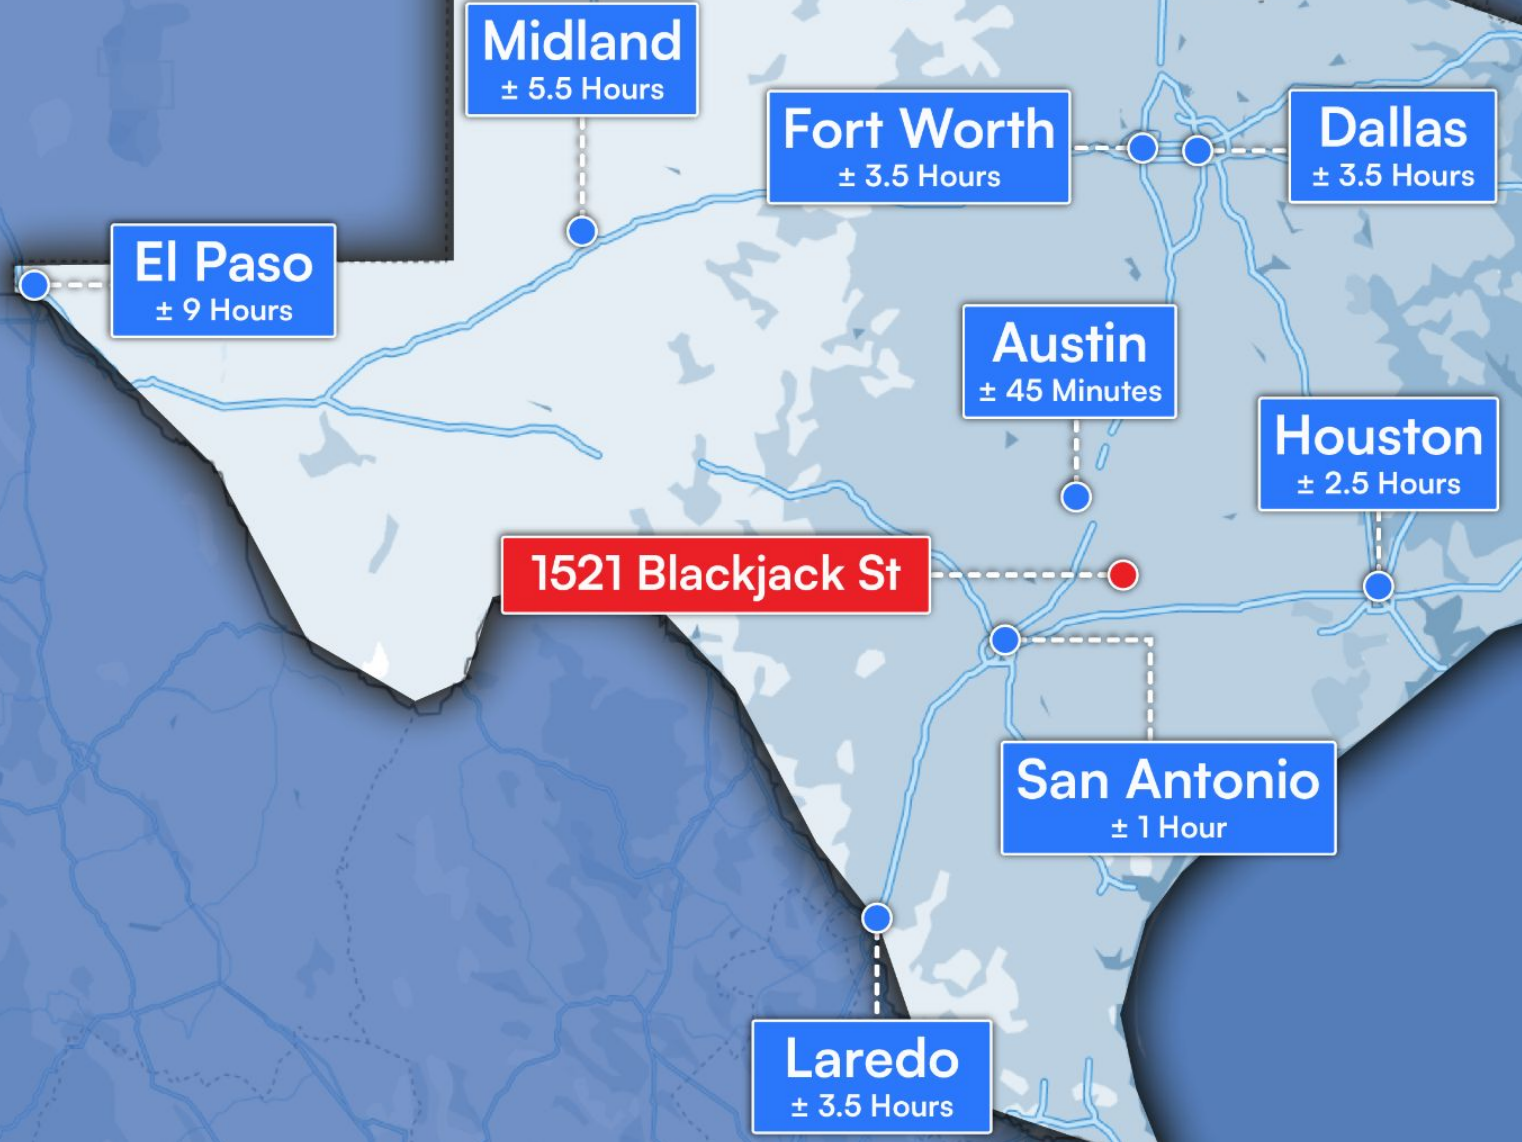 Midland
± 5.5 Hours
Fort Worth
± 3.5 Hours
Dallas
± 3.5 Hours
El Paso
± 9 Hours
Austin
± 45 Minutes
Houston
± 2.5 Hours
1521 Blackjack St
San Antonio
± 1 Hour
Laredo
± 3.5 Hours